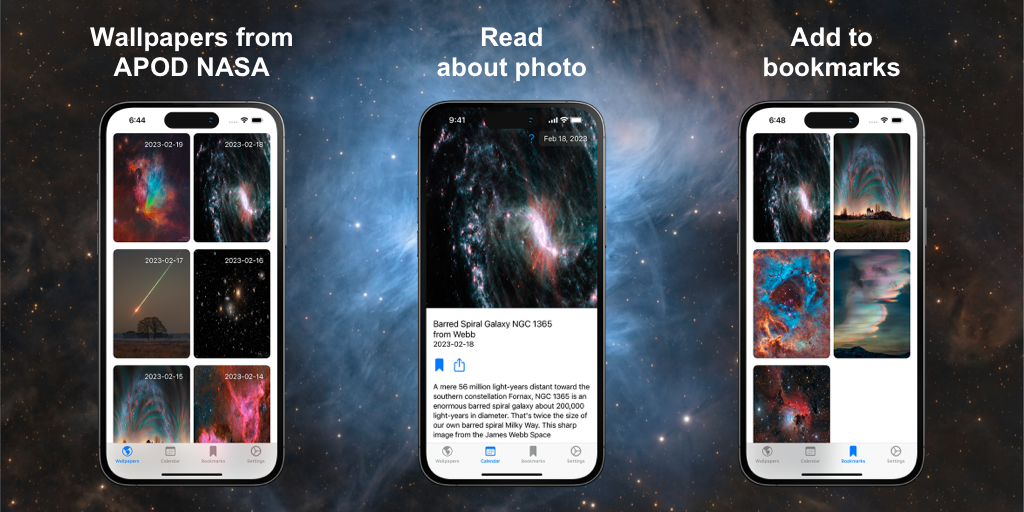 Wallpapers from
APOD NASA
6:44
2023-02-19
2023-02-18
2023-02-17
2023-02-16
2023-02-15
2023-02-14
Wallpapers
Calendar
Bookmarks
Settings
Read
about photo
9:41
? Feb 18, 2023
Barred Spiral Galaxy NGC 1365
from Webb
2023-02-18
A mere 56 million light-years distant toward the
southern constellation Fornax, NGC 1365 is an
enormous barred spiral galaxy about 200,000
light-years in diameter. That's twice the size of
our own barred spiral Milky Way. This sharp
image from the James Webb Space
Wallpapers
Calendar
Bookmarks
Settings
Add to
bookmarks
6:48
Wallpapers
Calendar
Bookmarks
Settings